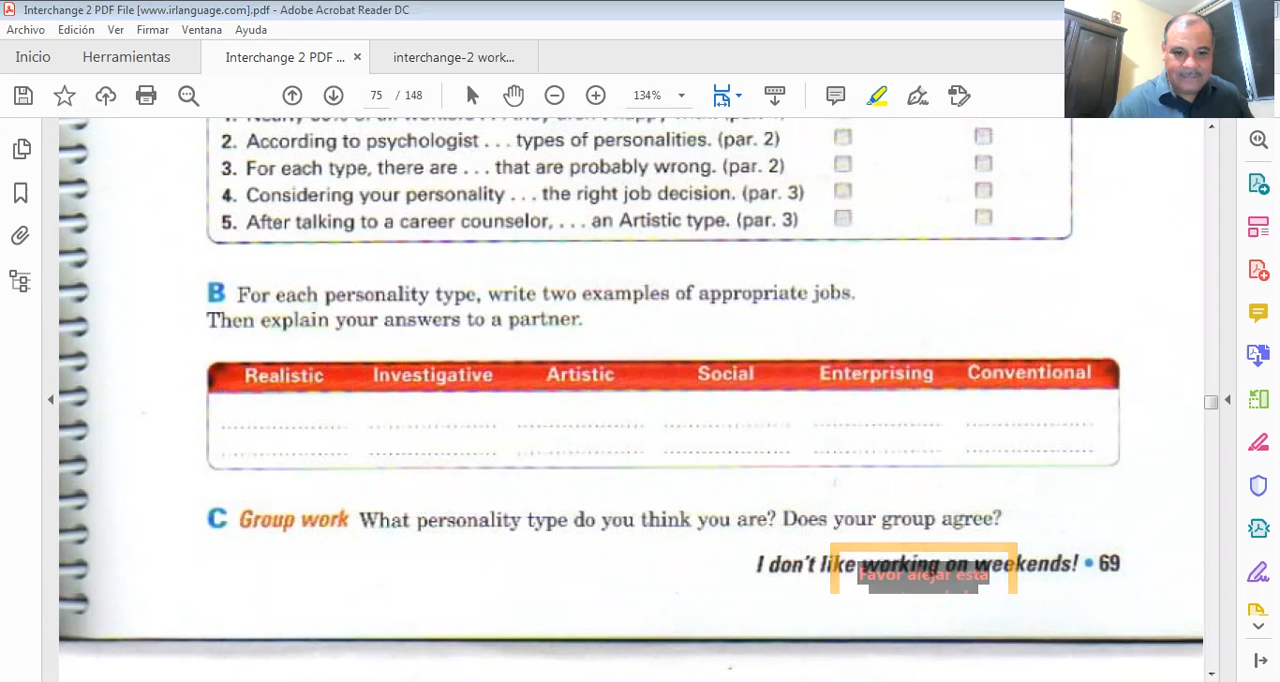 Interchange 2 PDF File [www.irlanguage.com].pdf - Adobe Acrobat Reader DC
Archivo Edición Ver Firmar Ventana Ayuda
Inicio Herramientas Interchange 2 PDF ... × interchange-2 work...
75 / 148 134%
2. According to psychologist . . . types of personalities. (par. 2)
3. For each type, there are . . . that are probably wrong. (par. 2)
4. Considering your personality . . . the right job decision. (par. 3)
5. After talking to a career counselor, . . . an Artistic type. (par. 3)
B For each personality type, write two examples of appropriate jobs.
Then explain your answers to a partner.
Realistic Investigative Artistic Social Enterprising Conventional
C Group work What personality type do you think you are? Does your group agree?
I don't like working on weekends! • 69
Favor alejar esta